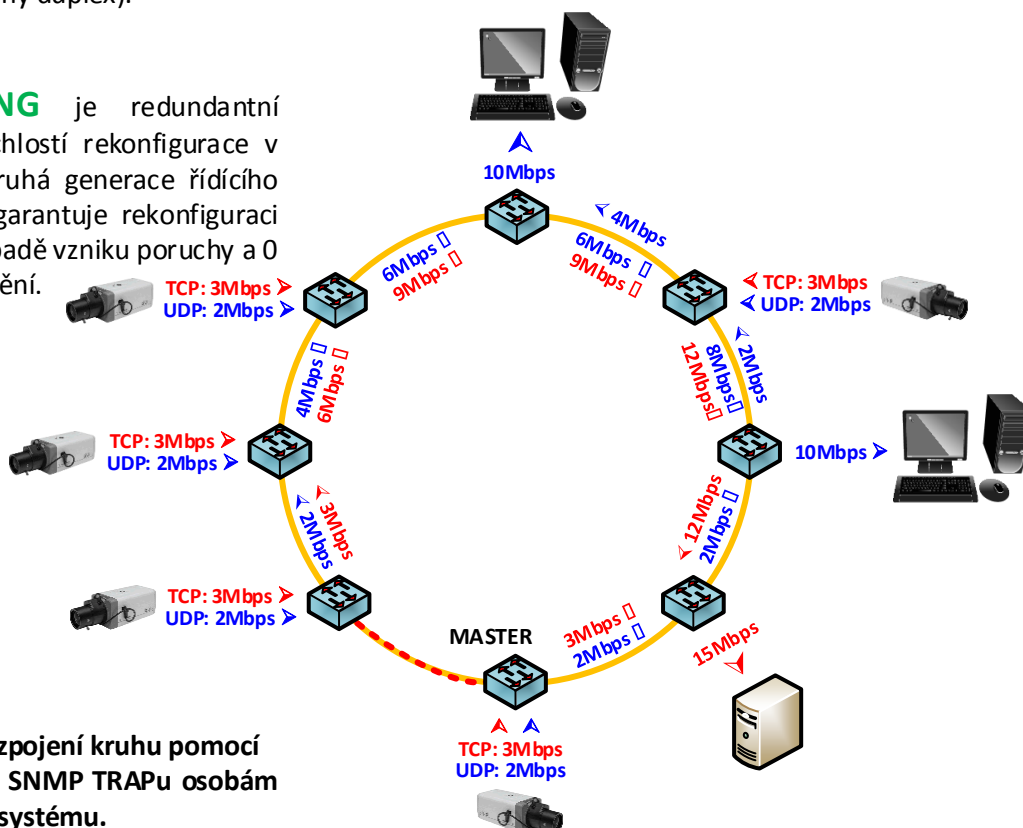 ny duplex).
NG je redundantní
chlostí rekonfigurace v
ruhá generace řídícího
garantuje rekonfiguraci
padě vzniku poruchy a 0
nění.
10Mbps
4Mbps
6Mbps
9Mbps
6Mbps
9Mbps
TCP: 3Mbps
UDP: 2Mbps
TCP: 3Mbps
UDP: 2Mbps
4Mbps
6Mbps
2Mbps
8Mbps
12Mbps
TCP: 3Mbps
UDP: 2Mbps
10Mbps
2Mbps
3Mbps
12Mbps
2Mbps
TCP: 3Mbps
UDP: 2Mbps
MASTER
3Mbps
2Mbps
15Mbps
TCP: 3Mbps
UDP: 2Mbps
zpojení kruhu pomocí
SNMP TRAPu osobám
systému.